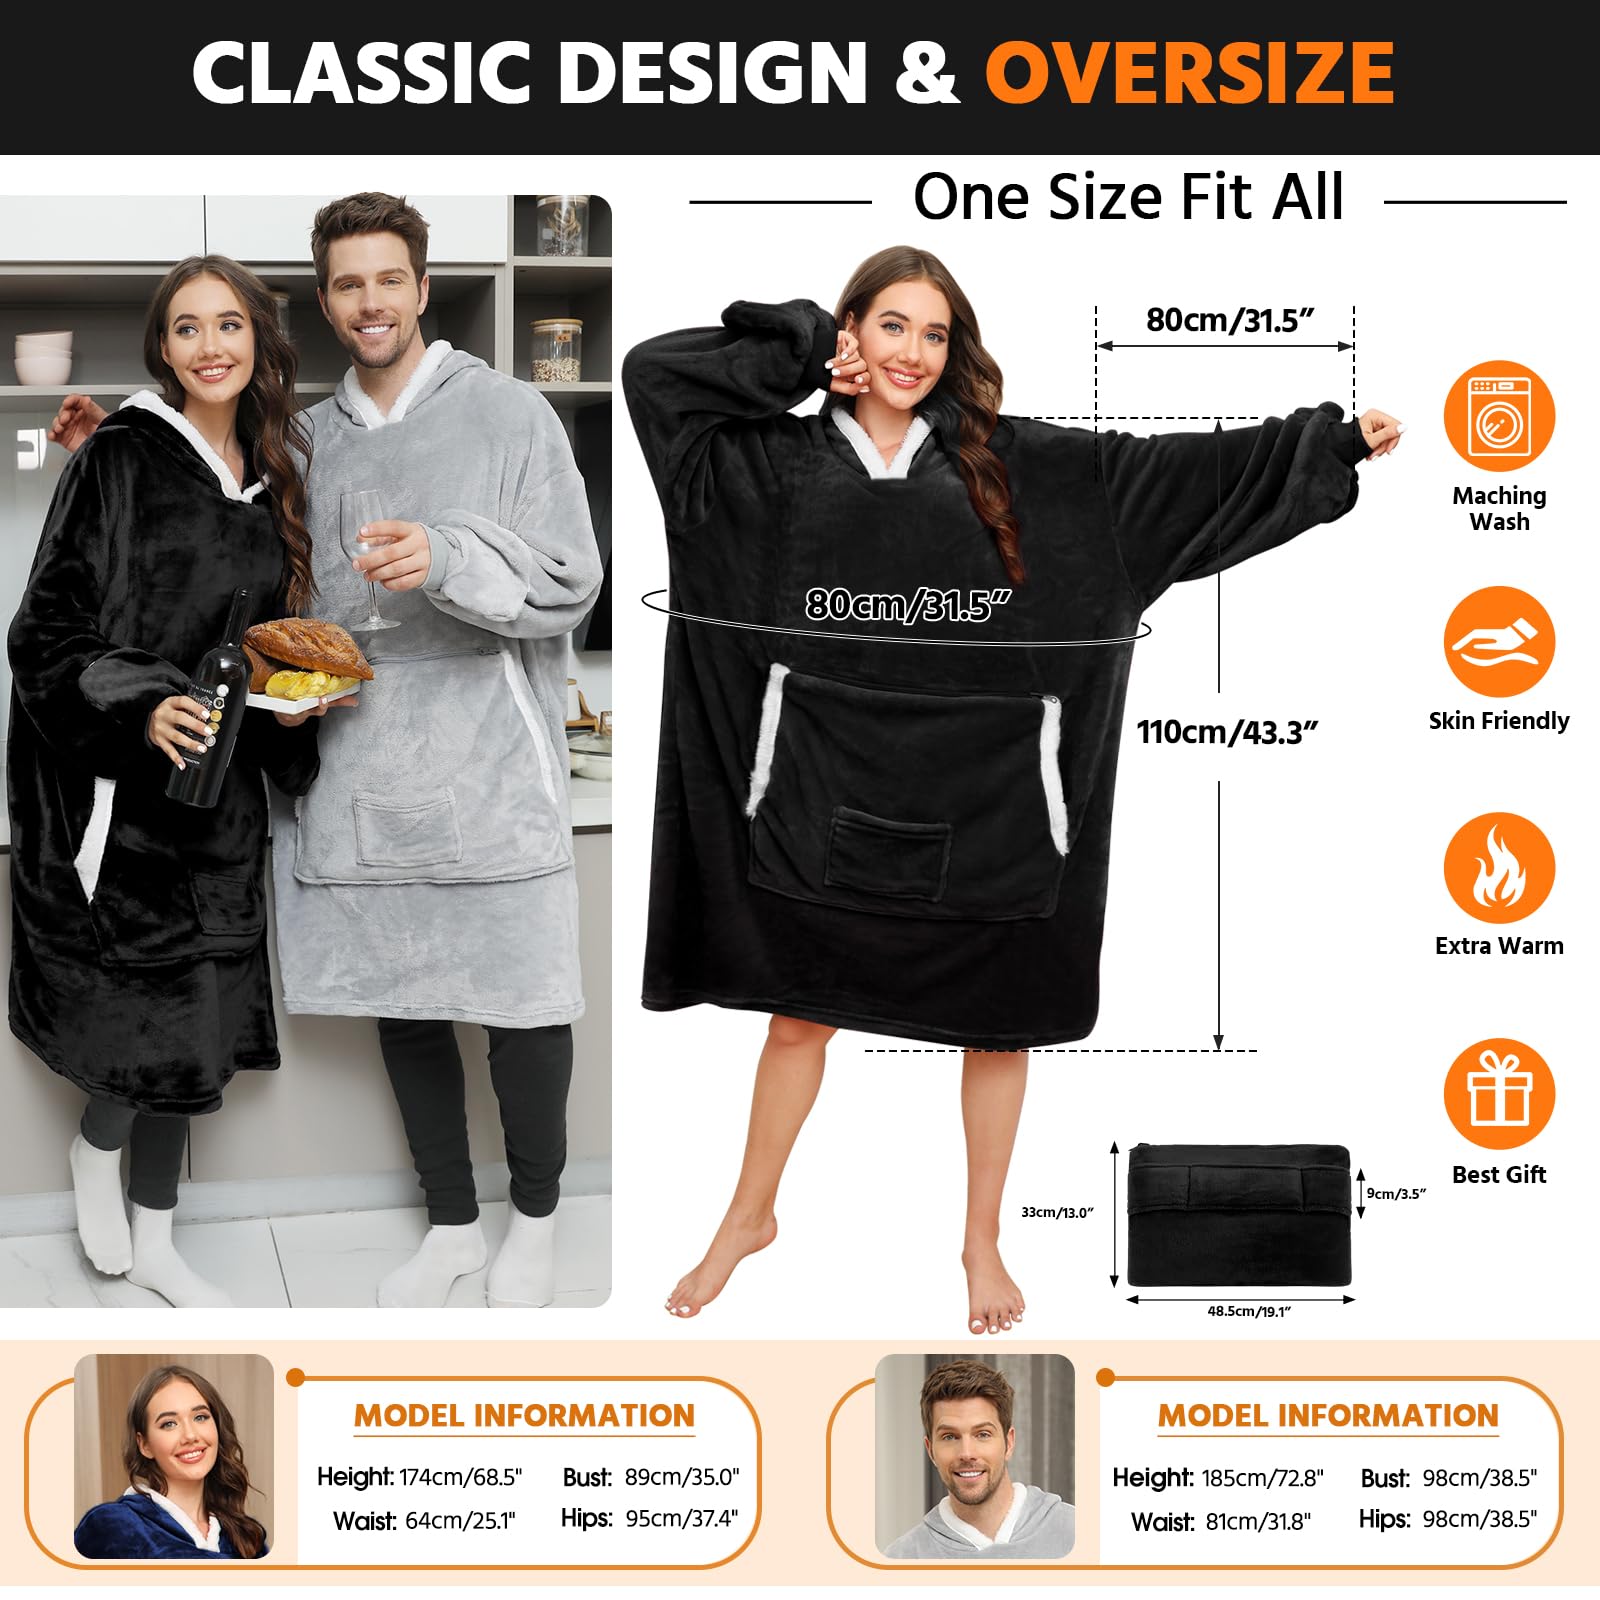 CLASSIC DESIGN & OVERSIZE
One Size Fit All
80cm/31.5”
80cm/31.5”
110cm/43.3”
Maching
Wash
Skin Friendly
Extra Warm
Best Gift
33cm/13.0”
9cm/3.5”
48.5cm/19.1”
MODEL INFORMATION
Height: 174cm/68.5" Bust: 89cm/35.0"
Waist: 64cm/25.1" Hips: 95cm/37.4"
MODEL INFORMATION
Height: 185cm/72.8" Bust: 98cm/38.5"
Waist: 81cm/31.8" Hips: 98cm/38.5"